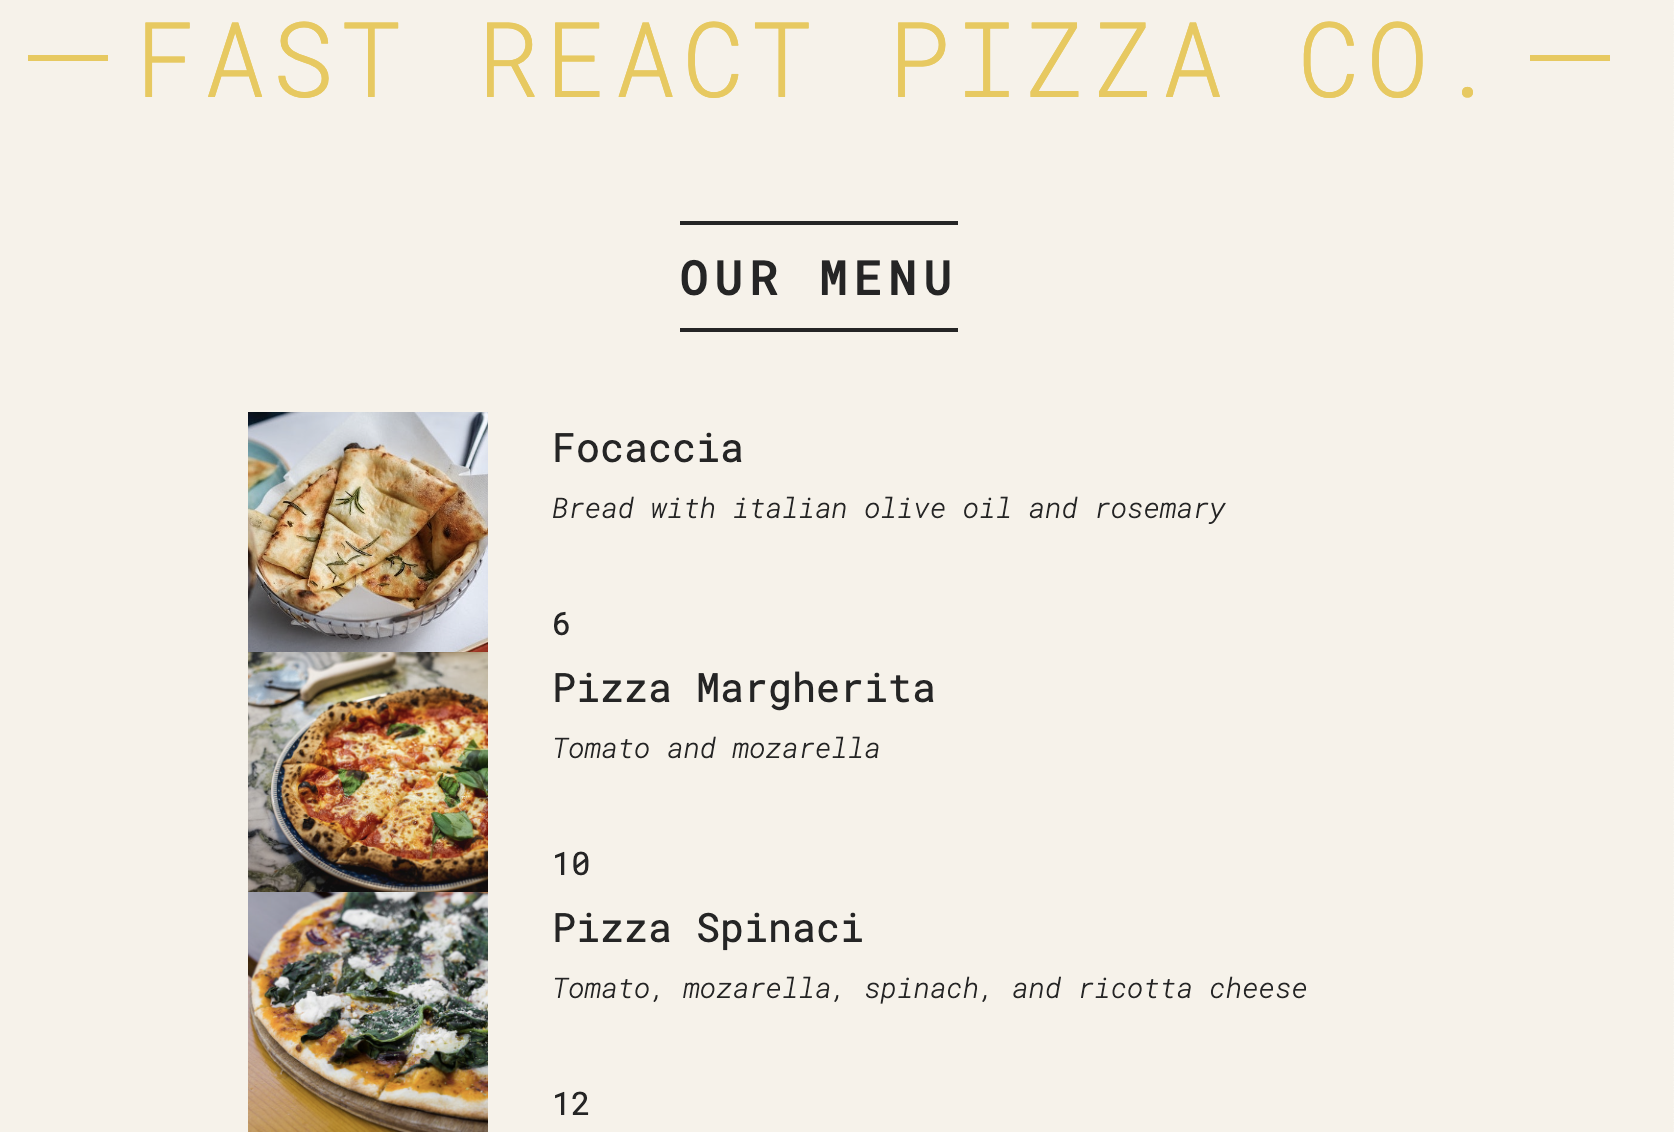 FAST REACT PIZZA CO.
OUR MENU
Focaccia
Bread with italian olive oil and rosemary
6
Pizza Margherita
Tomato and mozarella
10
Pizza Spinaci
Tomato, mozarella, spinach, and ricotta cheese
12